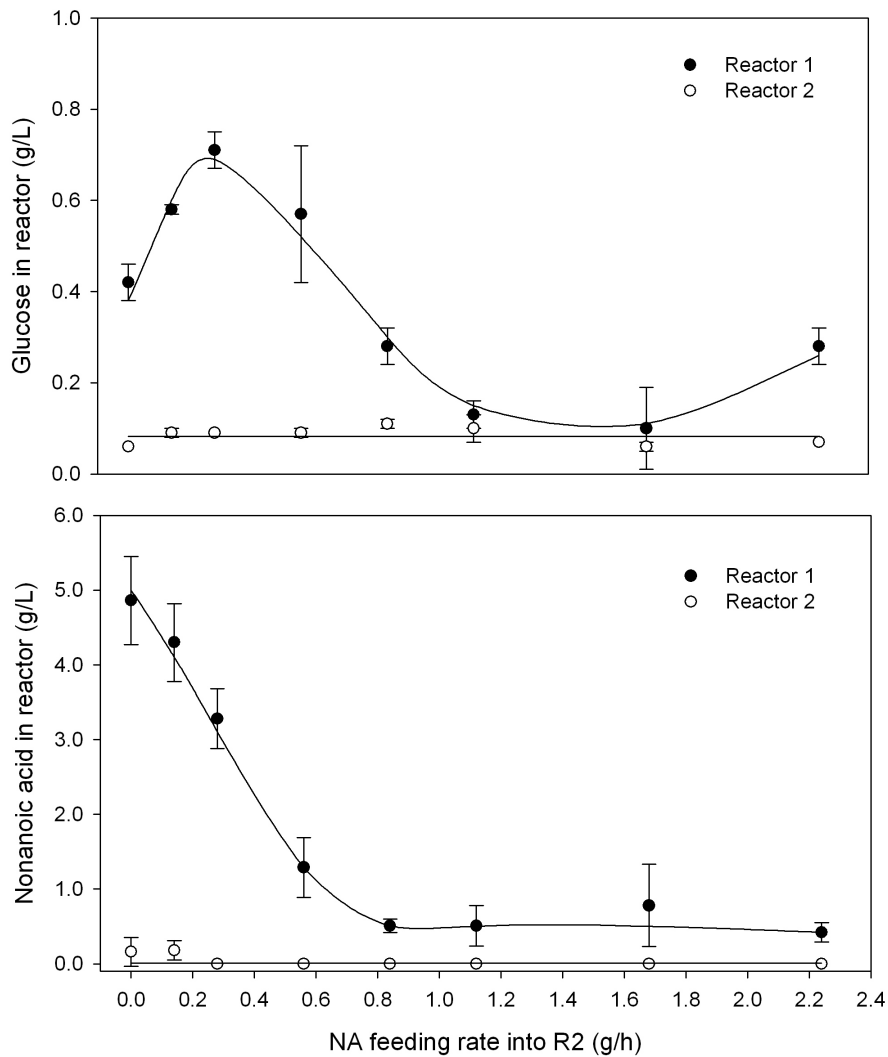 1.0
0.8
0.6
0.4
0.2
0.0
Glucose in reactor (g/L)
Reactor 1
Reactor 2
6.0
5.0
4.0
3.0
2.0
1.0
0.0
Nonanoic acid in reactor (g/L)
Reactor 1
Reactor 2
0.0 0.2 0.4 0.6 0.8 1.0 1.2 1.4 1.6 1.8 2.0 2.2 2.4
NA feeding rate into R2 (g/h)